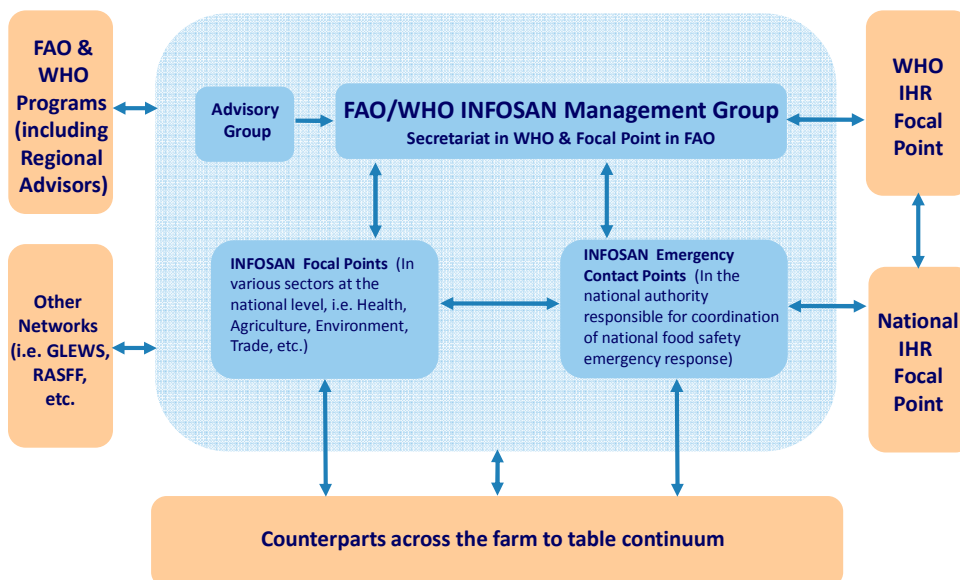 FAO &
WHO
Programs
(including
Regional
Advisors)
Advisory
Group
FAO/WHO INFOSAN Management Group
Secretariat in WHO & Focal Point in FAO
WHO
IHR
Focal
Point
INFOSAN Focal Points (In
various sectors at the
national level, i.e. Health,
Agriculture, Environment,
Trade, etc.)
INFOSAN Emergency
Contact Points (In the
national authority
responsible for coordination
of national food safety
emergency response)
Other
Networks
(i.e. GLEWS,
RASFF,
etc.
National
IHR
Focal
Point
Counterparts across the farm to table continuum